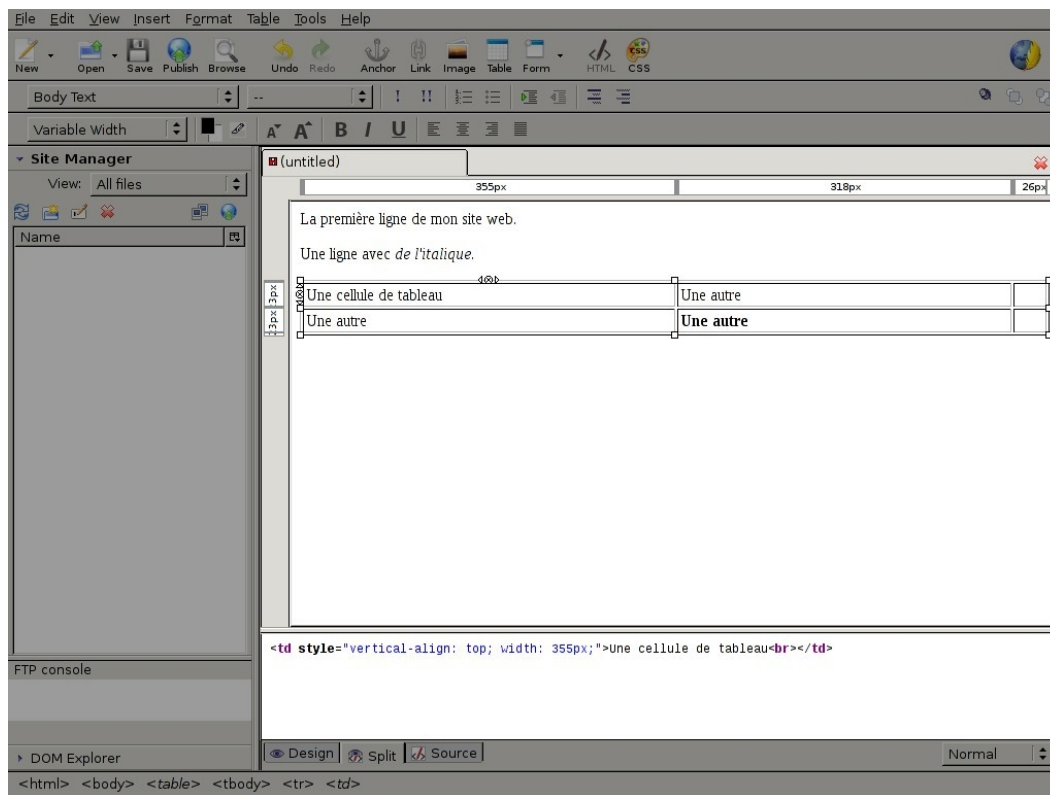 File Edit View Insert Format Table Tools Help
New Open Save Publish Browse Undo Redo Anchor Link Image Table Form HTML CSS
Body Text --
Variable Width A A B I U
Site Manager
(untitled)
View: All files
355px 318px 26px
Name
La première ligne de mon site web.
Une ligne avec de l'italique.
Une cellule de tableau Une autre
Une autre Une autre
<td style="vertical-align: top; width: 355px;">Une cellule de tableau<br></td>
FTP console
DOM Explorer
Design Split Source Normal
<html> <body> <table> <tbody> <tr> <td>